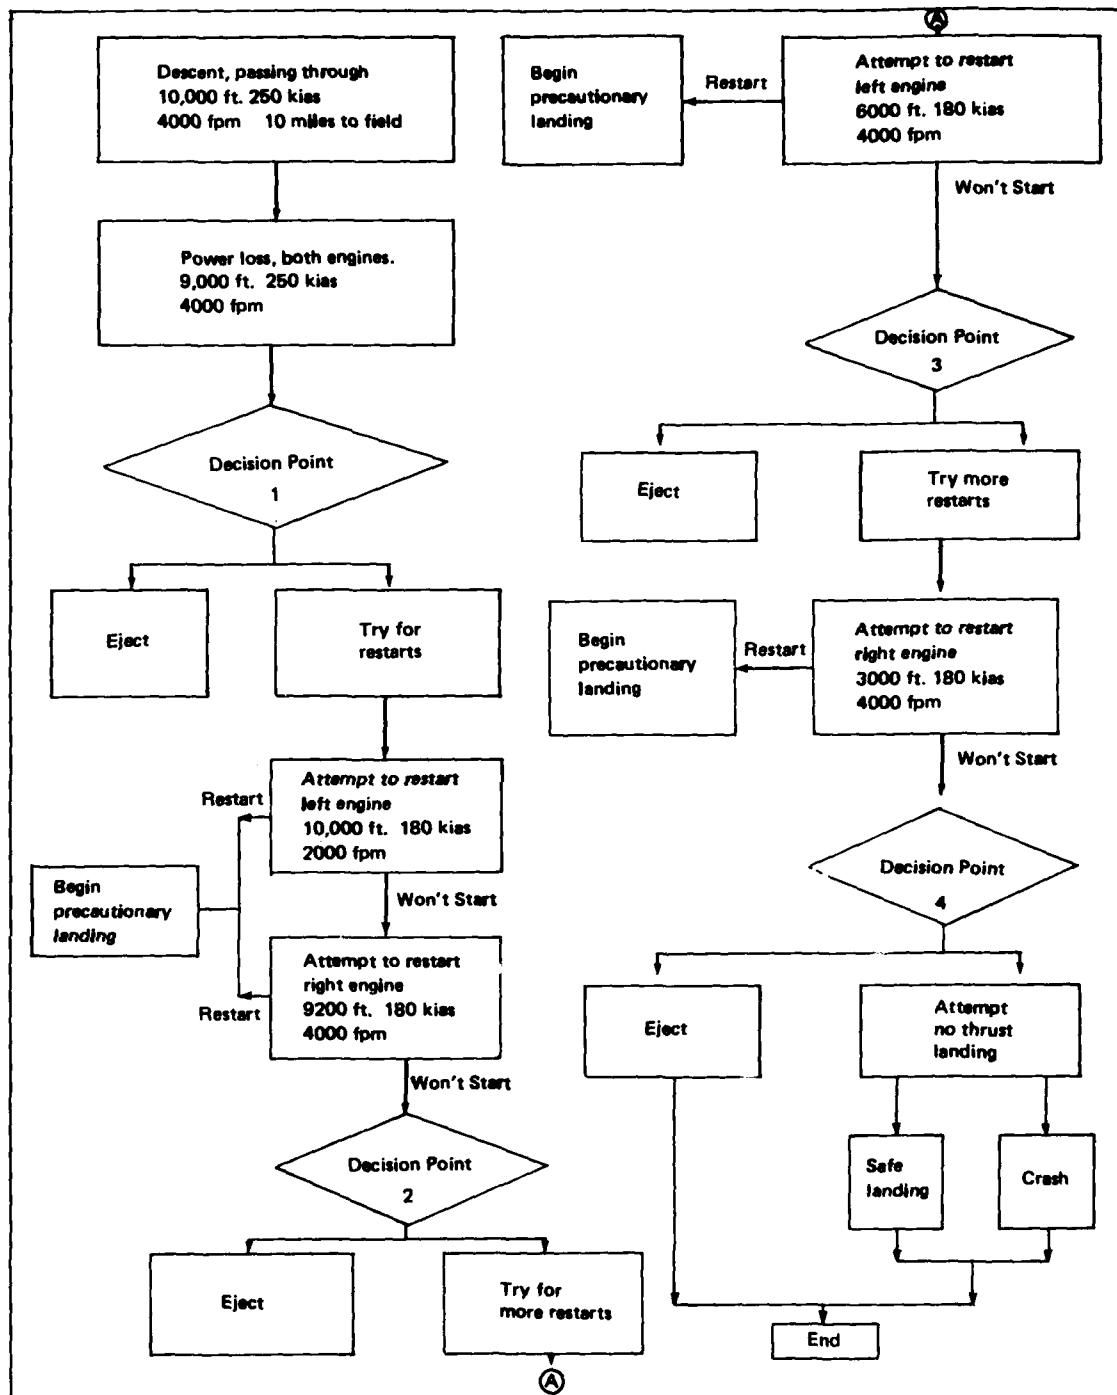 Descent, passing through
10,000 ft. 250 kias
4000 fpm 10 miles to field
Power loss, both engines.
9,000 ft. 250 kias
4000 fpm
Decision Point
1
Eject
Try for
restarts
Attempt to restart
left engine
10,000 ft. 180 kias
2000 fpm
Restart
Begin
precautionary
landing
Won't Start
Attempt to restart
right engine
9200 ft. 180 kias
4000 fpm
Restart
Won't Start
Decision Point
2
Eject
Try for
more restarts
A
A
Attempt to restart
left engine
6000 ft. 180 kias
4000 fpm
Restart
Begin
precautionary
landing
Won't Start
Decision Point
3
Eject
Try more
restarts
Attempt to restart
right engine
3000 ft. 180 kias
4000 fpm
Restart
Begin
precautionary
landing
Won't Start
Decision Point
4
Eject
Attempt
no thrust
landing
Safe
landing
Crash
End